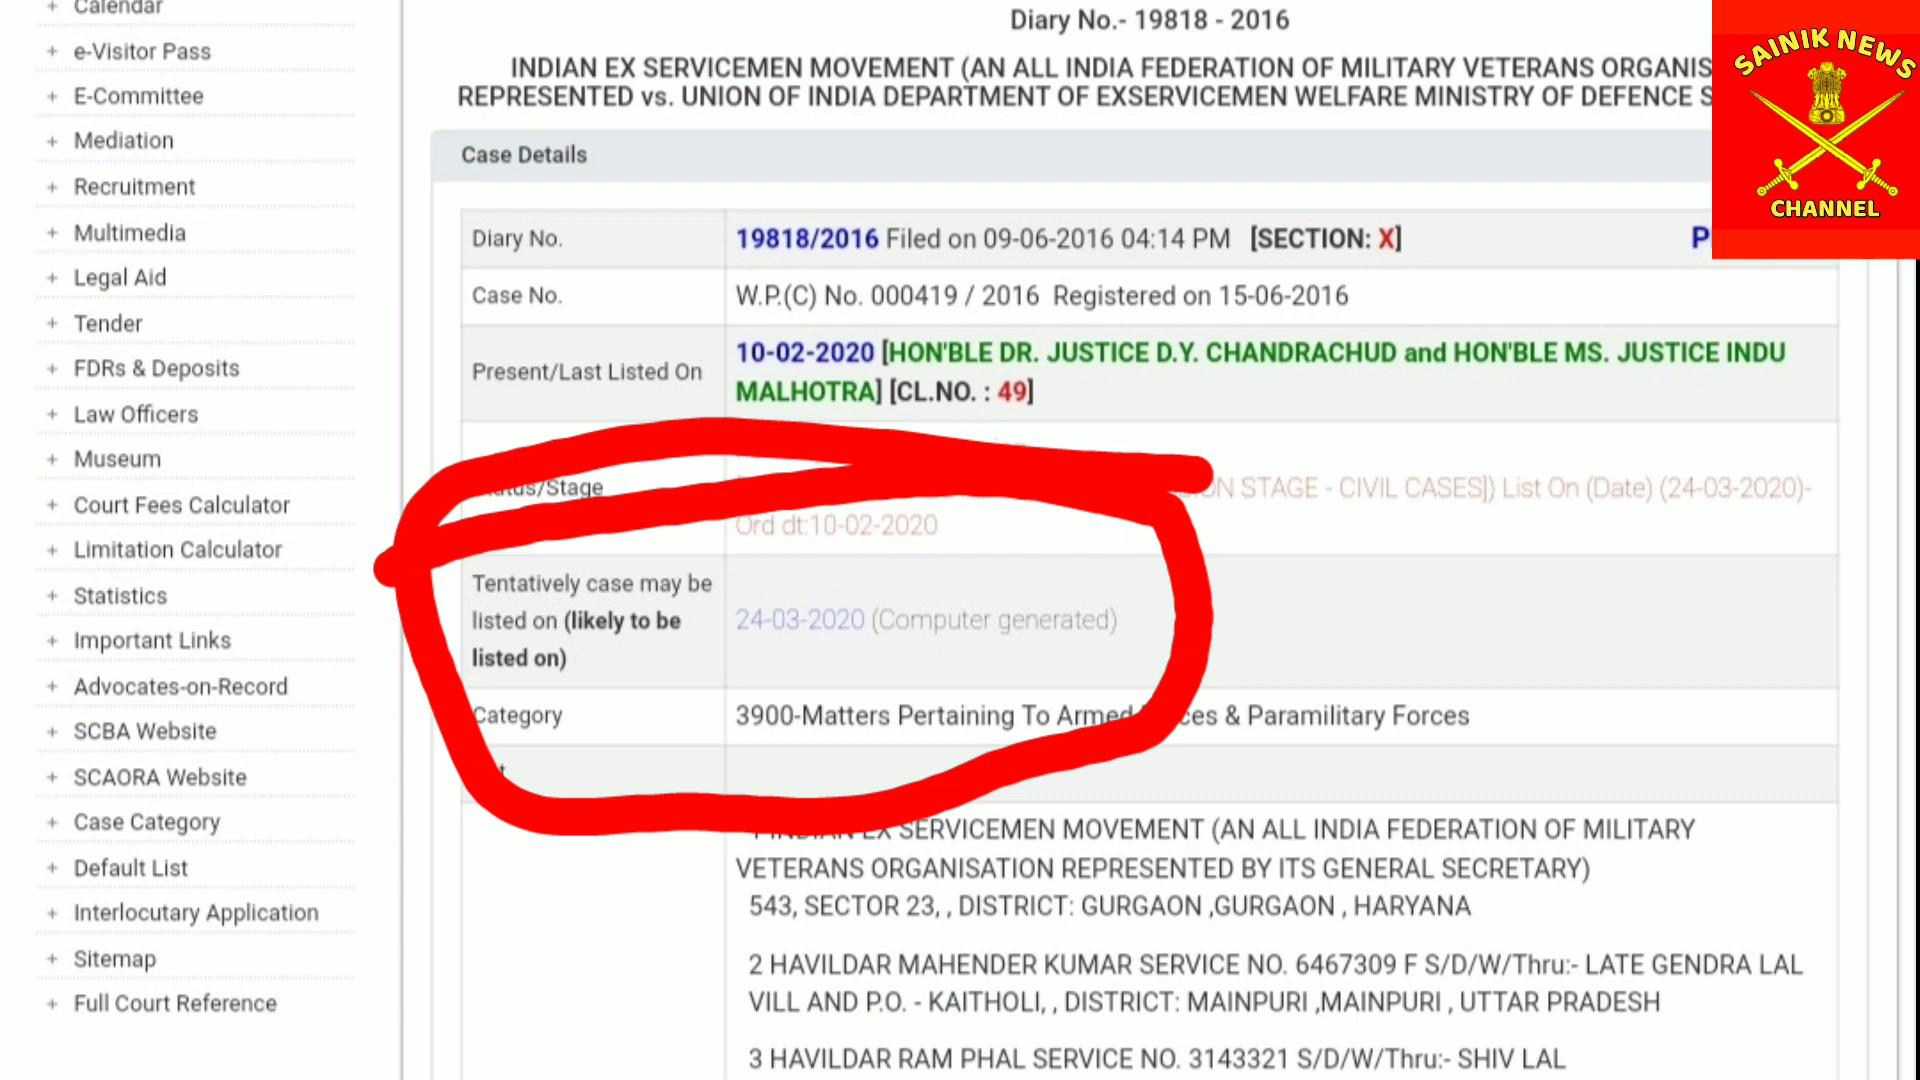 Calendar
e-Visitor Pass
E-Committee
Mediation
Recruitment
Multimedia
Legal Aid
Tender
FDRs & Deposits
Law Officers
Museum
Court Fees Calculator
Limitation Calculator
Statistics
Important Links
Advocates-on-Record
SCBA Website
SCAORA Website
Case Category
Default List
Interlocutary Application
Sitemap
Full Court Reference
Diary No.- 19818 - 2016
INDIAN EX SERVICEMEN MOVEMENT (AN ALL INDIA FEDERATION OF MILITARY VETERANS ORGANIS
REPRESENTED vs. UNION OF INDIA DEPARTMENT OF EXSERVICEMEN WELFARE MINISTRY OF DEFENCE S
Case Details
Diary No. 19818/2016 Filed on 09-06-2016 04:14 PM [SECTION: X] P
Case No. W.P.(C) No. 000419 / 2016 Registered on 15-06-2016
Present/Last Listed On 10-02-2020 [HON'BLE DR. JUSTICE D.Y. CHANDRACHUD and HON'BLE MS. JUSTICE INDU
MALHOTRA] [CL.NO. : 49]
/Stage STAGE - CIVIL CASES]) List On (Date) (24-03-2020)-
Ord dt:10-02-2020
Tentatively case may be
listed on (likely to be
listed on)
24-03-2020 (Computer generated)
Category 3900-Matters Pertaining To Armed & Paramilitary Forces
EX SERVICEMEN MOVEMENT (AN ALL INDIA FEDERATION OF MILITARY
VETERANS ORGANISATION REPRESENTED BY ITS GENERAL SECRETARY)
543, SECTOR 23, , DISTRICT: GURGAON ,GURGAON , HARYANA
2 HAVILDAR MAHENDER KUMAR SERVICE NO. 6467309 F S/D/W/Thru:- LATE GENDRA LAL
VILL AND P.O. - KAITHOLI, , DISTRICT: MAINPURI ,MAINPURI , UTTAR PRADESH
3 HAVILDAR RAM PHAL SERVICE NO. 3143321 S/D/W/Thru:- SHIV LAL
SAINIK NEWS
CHANNEL